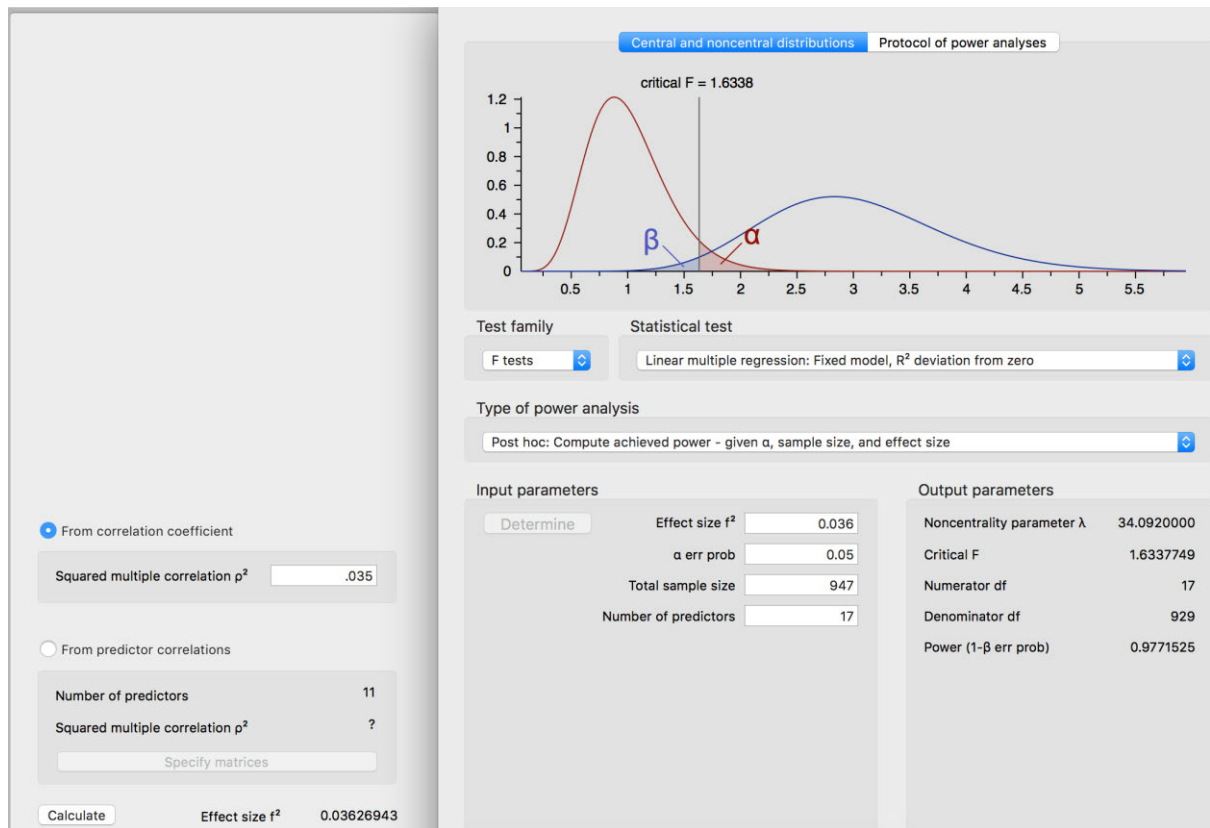 Central and noncentral distributions Protocol of power analyses
critical F = 1.6338
1.2
1
0.8
0.6
0.4
0.2
0
β α
0.5 1 1.5 2 2.5 3 3.5 4 4.5 5 5.5
Test family Statistical test
F tests Linear multiple regression: Fixed model, R² deviation from zero
Type of power analysis
Post hoc: Compute achieved power - given α, sample size, and effect size
Input parameters Output parameters
Determine Effect size f² 0.036 Noncentrality parameter λ 34.0920000
α err prob 0.05 Critical F 1.6337749
Total sample size 947 Numerator df 17
Number of predictors 17 Denominator df 929
Power (1-β err prob) 0.9771525
From correlation coefficient
Squared multiple correlation ρ² .035
From predictor correlations
Number of predictors 11
Squared multiple correlation ρ² ?
Specify matrices
Calculate Effect size f² 0.03626943